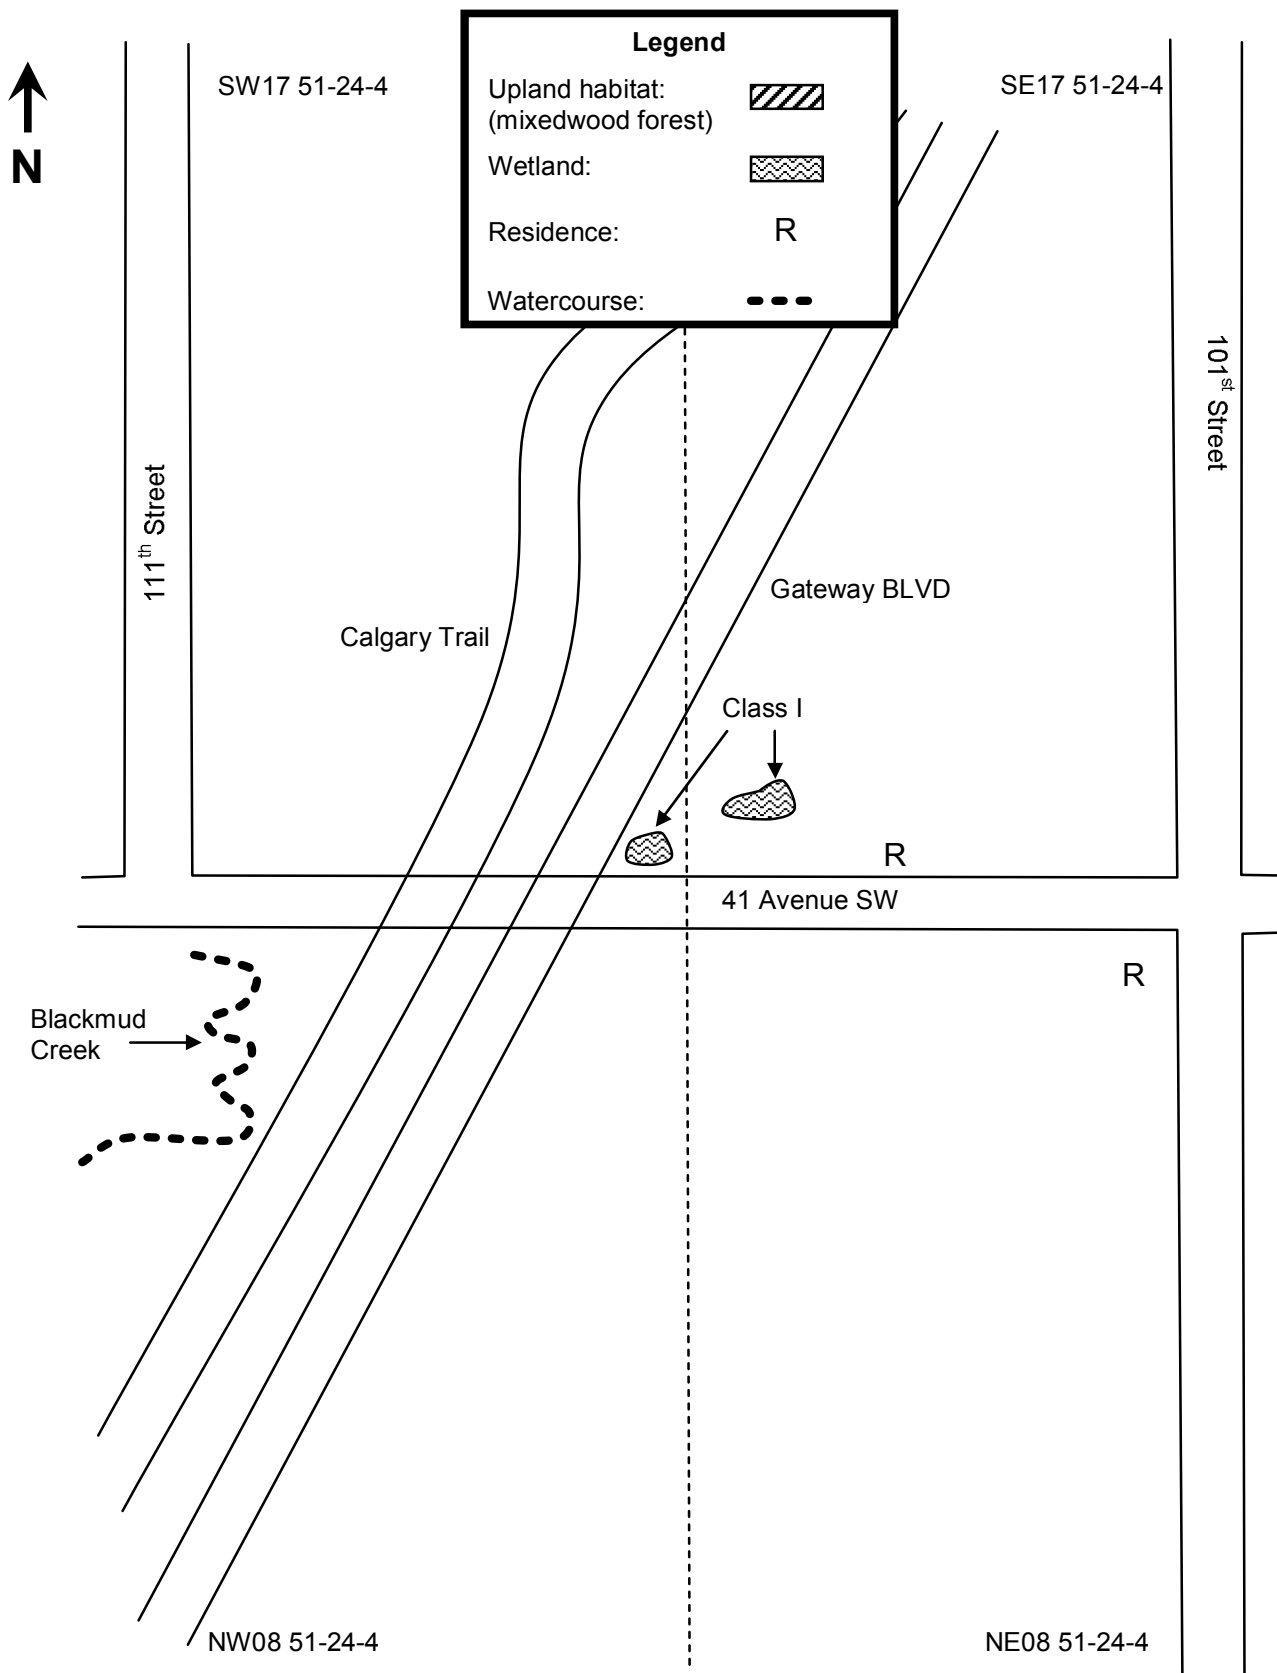 Legend
SW17 51-24-4
Upland habitat:
(mixedwood forest)
SE17 51-24-4
N
Wetland:
Residence: R
Watercourse:
101st Street
111th Street
Gateway BLVD
Calgary Trail
Class I
R
41 Avenue SW
R
Blackmud
Creek
NW08 51-24-4
NE08 51-24-4